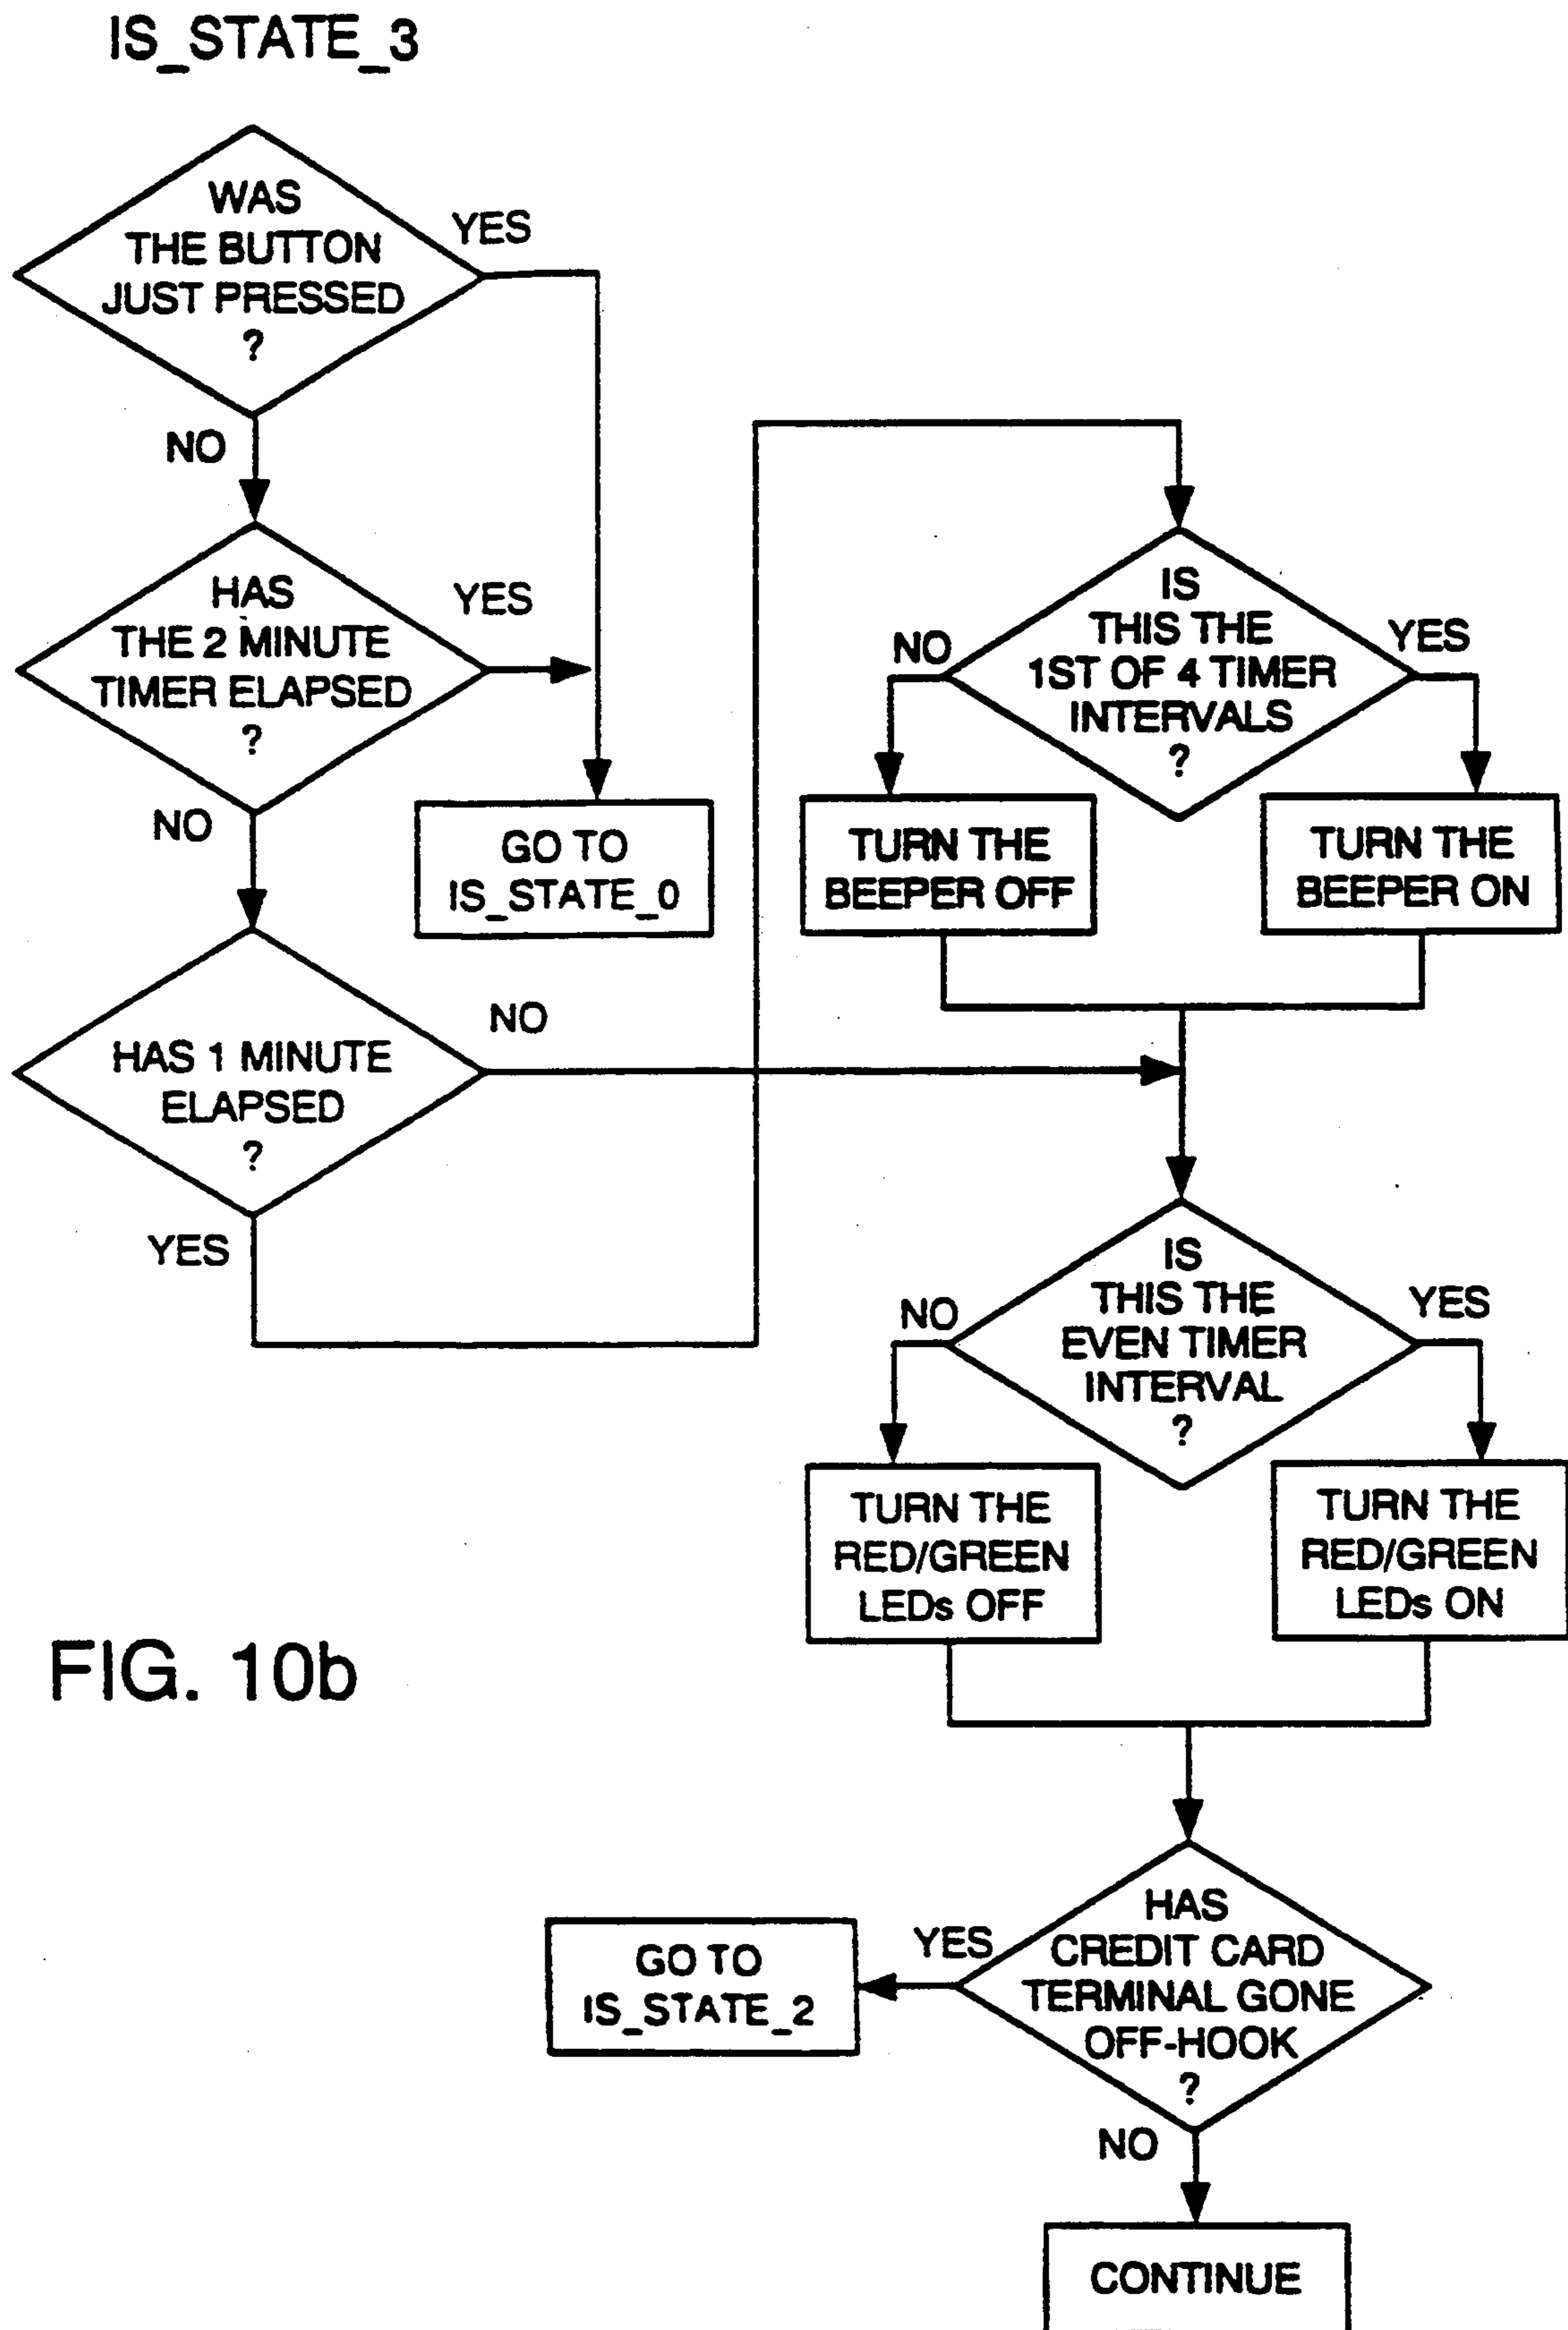 IS_STATE_3
WAS
THE BUTTON
JUST PRESSED
?
YES
NO
HAS
THE 2 MINUTE
TIMER ELAPSED
?
YES
NO
GO TO
IS_STATE_0
HAS 1 MINUTE
ELAPSED
?
NO
YES
IS
THIS THE
1ST OF 4 TIMER
INTERVALS
?
NO
YES
TURN THE
BEEPER OFF
TURN THE
BEEPER ON
IS
THIS THE
EVEN TIMER
INTERVAL
?
NO
YES
TURN THE
RED/GREEN
LEDs OFF
TURN THE
RED/GREEN
LEDs ON
FIG. 10b
HAS
CREDIT CARD
TERMINAL GONE
OFF-HOOK
?
YES
GO TO
IS_STATE_2
NO
CONTINUE